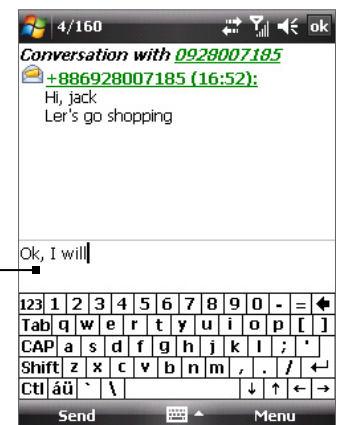 4/160 ok
Conversation with 0928007185
+886928007185 (16:52):
Hi, jack
Ler's go shopping
Ok, I will
123 1 2 3 4 5 6 7 8 9 0 - =
Tab q w e r t y u i o p [ ]
CAP a s d f g h j k l ; '
Shift z x c v b n m , . /
Ctl áü ` \
Send Menu